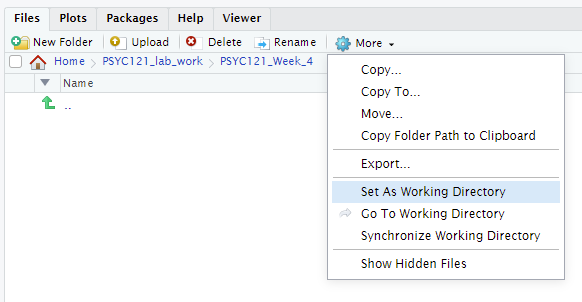 Files Plots Packages Help Viewer
New Folder Upload Delete Rename More
Home PSYC121_lab_work PSYC121_Week_4
Name
..
Copy...
Copy To...
Move...
Copy Folder Path to Clipboard
Export...
Set As Working Directory
Go To Working Directory
Synchronize Working Directory
Show Hidden Files